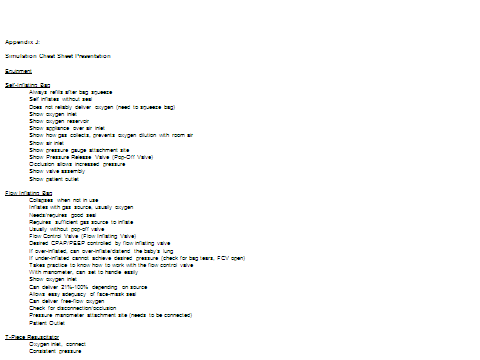 Appendix J:
Simulation Cheat Sheet Presentation
Equipment
Self-Inflating Bag
Always refills after bag squeeze
Self inflates without seal
Does not reliably deliver oxygen (need to squeeze bag)
Show oxygen inlet
Show oxygen reservoir
Show appliance over air inlet
Show how gas collects, prevents oxygen dilution with room air
Show air inlet
Show pressure gauge attachment site
Show Pressure Release Valve (Pop-Off Valve)
Occlusion allows increased pressure
Show valve assembly
Show patient outlet
Flow Inflating Bag
Collapses when not in use
Inflates with gas source, usually oxygen
Needs/requires good seal
Requires sufficient gas source to inflate
Usually without pop-off valve
Flow Control Valve (Flow Inflating Valve)
Desired CPAP/PEEP controlled by flow inflating valve
If over-inflated, can over-inflate/distend the baby's lung
If under-inflated cannot achieve desired pressure (check for bag tears, FCV open)
Takes practice to know how to work with the flow control valve
With manometer, can set to handle easily
Show oxygen inlet
Can deliver 21%-100% depending on source
Allows easy adequacy of face-mask seal
Can deliver free-flow oxygen
Check for disconnection/occlusion
Pressure manometer attachment site (needs to be connected)
Patient Outlet
T-Piece Resuscitator
Oxygen inlet, connect
Consistent pressure